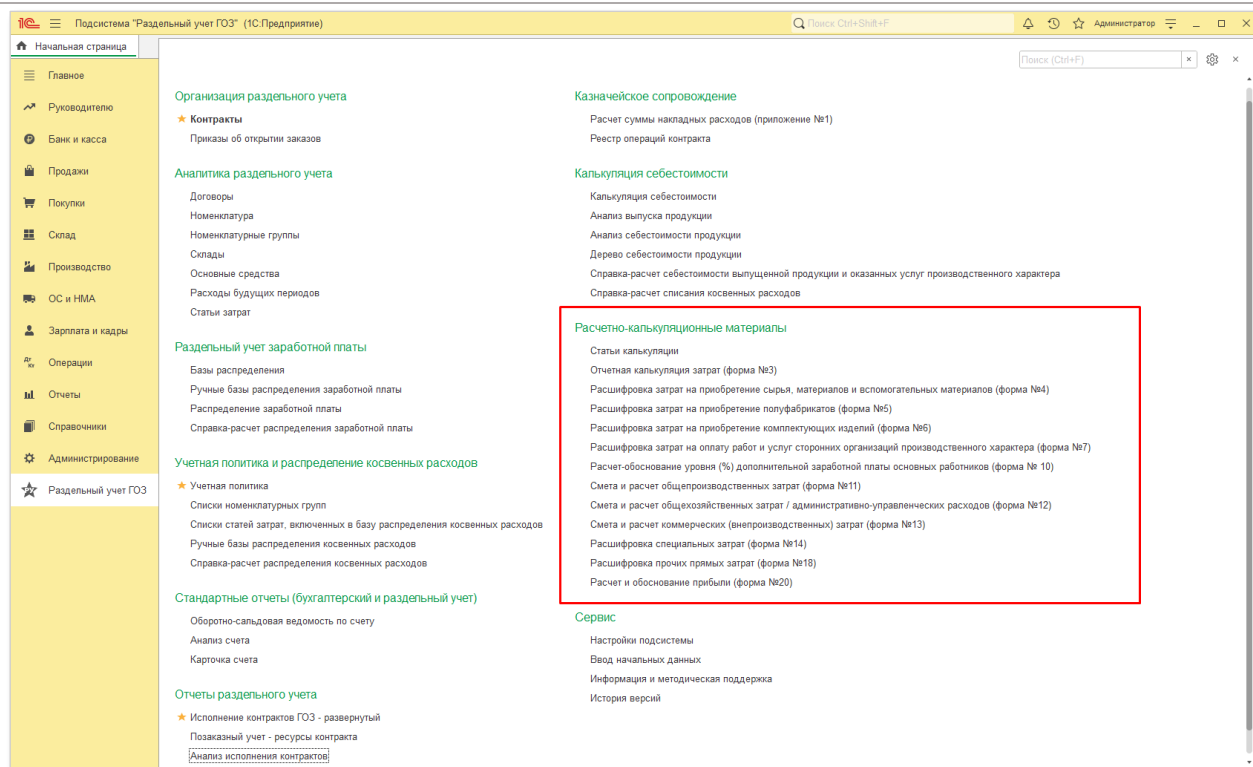 Подсистема "Раздельный учет ГОЗ" (1С:Предприятие)
Поиск Ctrl+Shift+F
Администратор
Начальная страница
Поиск (Ctrl+F)
Главное
Руководителю
Банк и касса
Продажи
Покупки
Склад
Производство
ОС и НМА
Зарплата и кадры
Операции
Отчеты
Справочники
Администрирование
Раздельный учет ГОЗ
Организация раздельного учета
Контракты
Приказы об открытии заказов
Аналитика раздельного учета
Договоры
Номенклатура
Номенклатурные группы
Склады
Основные средства
Расходы будущих периодов
Статьи затрат
Раздельный учет заработной платы
Базы распределения
Ручные базы распределения заработной платы
Распределение заработной платы
Справка-расчет распределения заработной платы
Учетная политика и распределение косвенных расходов
Учетная политика
Списки номенклатурных групп
Списки статей затрат, включенных в базу распределения косвенных расходов
Ручные базы распределения косвенных расходов
Справка-расчет распределения косвенных расходов
Стандартные отчеты (бухгалтерский и раздельный учет)
Оборотно-сальдовая ведомость по счету
Анализ счета
Карточка счета
Отчеты раздельного учета
Исполнение контрактов ГОЗ - развернутый
Позаказный учет - ресурсы контракта
Анализ исполнения контрактов
Казначейское сопровождение
Расчет суммы накладных расходов (приложение №1)
Реестр операций контракта
Калькуляция себестоимости
Калькуляция себестоимости
Анализ выпуска продукции
Анализ себестоимости продукции
Дерево себестоимости продукции
Справка-расчет себестоимости выпущенной продукции и оказанных услуг производственного характера
Справка-расчет списания косвенных расходов
Расчетно-калькуляционные материалы
Статьи калькуляции
Отчетная калькуляция затрат (форма №3)
Расшифровка затрат на приобретение сырья, материалов и вспомогательных материалов (форма №4)
Расшифровка затрат на приобретение полуфабрикатов (форма №5)
Расшифровка затрат на приобретение комплектующих изделий (форма №6)
Расшифровка затрат на оплату работ и услуг сторонних организаций производственного характера (форма №7)
Расчет-обоснование уровня (%) дополнительной заработной платы основных работников (форма № 10)
Смета и расчет общепроизводственных затрат (форма №11)
Смета и расчет общехозяйственных затрат / административно-управленческих расходов (форма №12)
Смета и расчет коммерческих (внепроизводственных) затрат (форма №13)
Расшифровка специальных затрат (форма №14)
Расшифровка прочих прямых затрат (форма №18)
Расчет и обоснование прибыли (форма №20)
Сервис
Настройки подсистемы
Ввод начальных данных
Информация и методическая поддержка
История версий